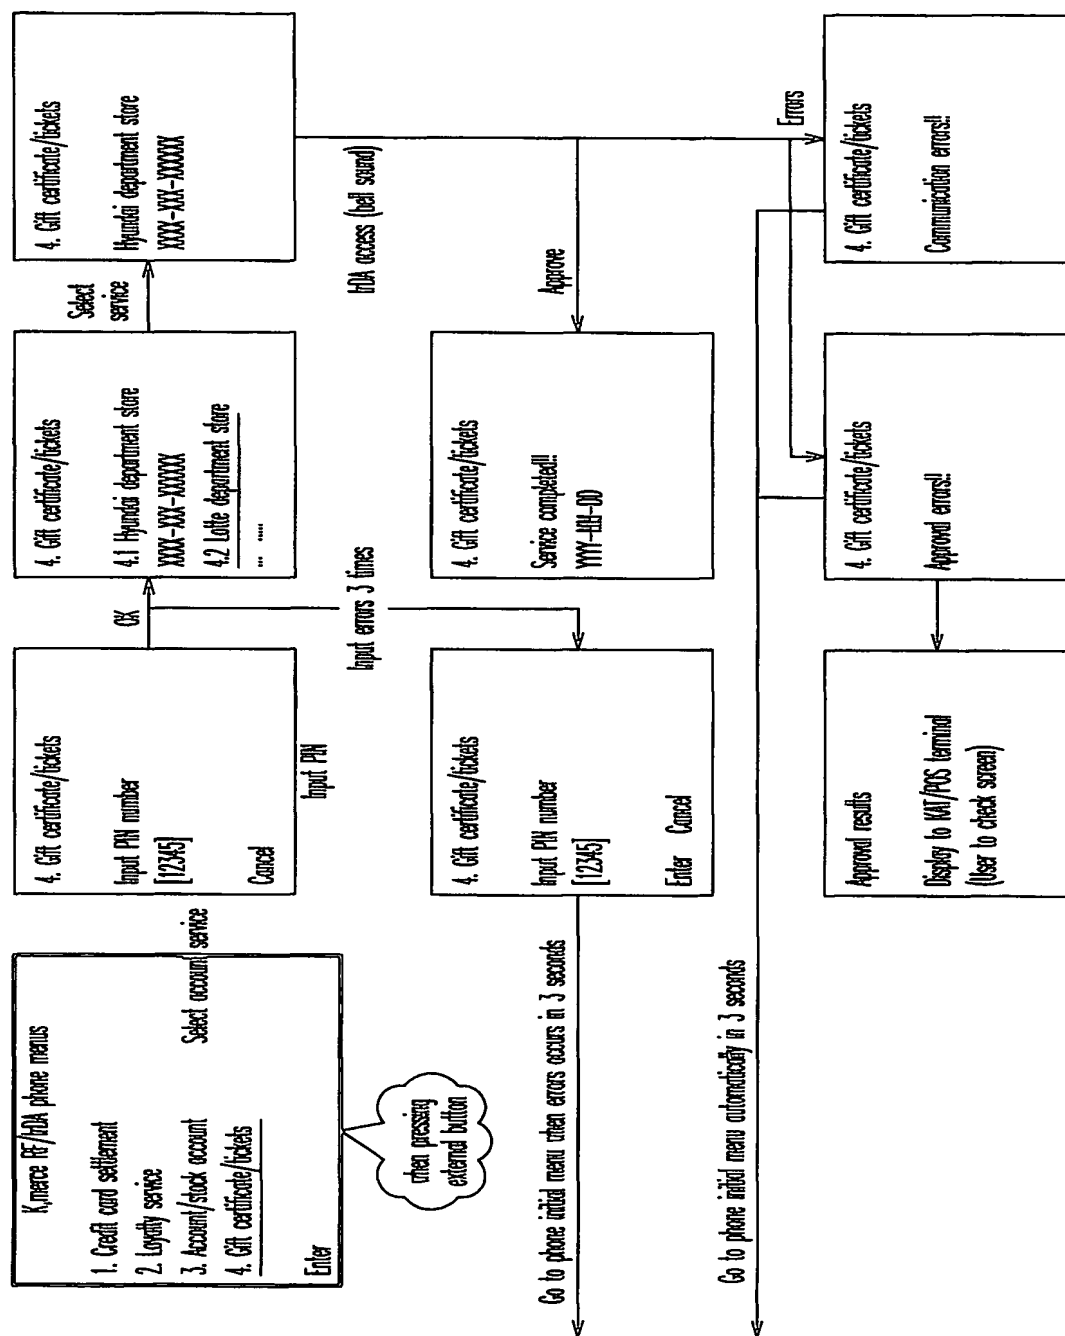 K,merce RF/IrDA phone menus
1. Credit card settlement
2. Loyalty service
3. Account/stock account
4. Gift certificate/tickets
Enter
Select account service
when pressing
external button
4. Gift certificate/tickets
Input PIN number
[12345]
Cancel
Input PIN
OK
4. Gift certificate/tickets
4.1 Hyundai department store
XXXX-XXX-XXXXXX
4.2 Lotte department store
... .....
Select
service
4. Gift certificate/tickets
Hyundai department store
XXXX-XXX-XXXXXX
Input errors 3 times
IrDA access (bell sound)
4. Gift certificate/tickets
Input PIN number
[12345]
Enter Cancel
Go to phone initial menu when errors occurs in 3 seconds
4. Gift certificate/tickets
Service completed!!
YYYY-MM-DD
Approve
Go to phone initial menu automatically in 3 seconds
Errors
Approval results
Display to KAT/POS terminal
(User to check screen)
4. Gift certificate/tickets
Approval errors!!
4. Gift certificate/tickets
Communication errors!!